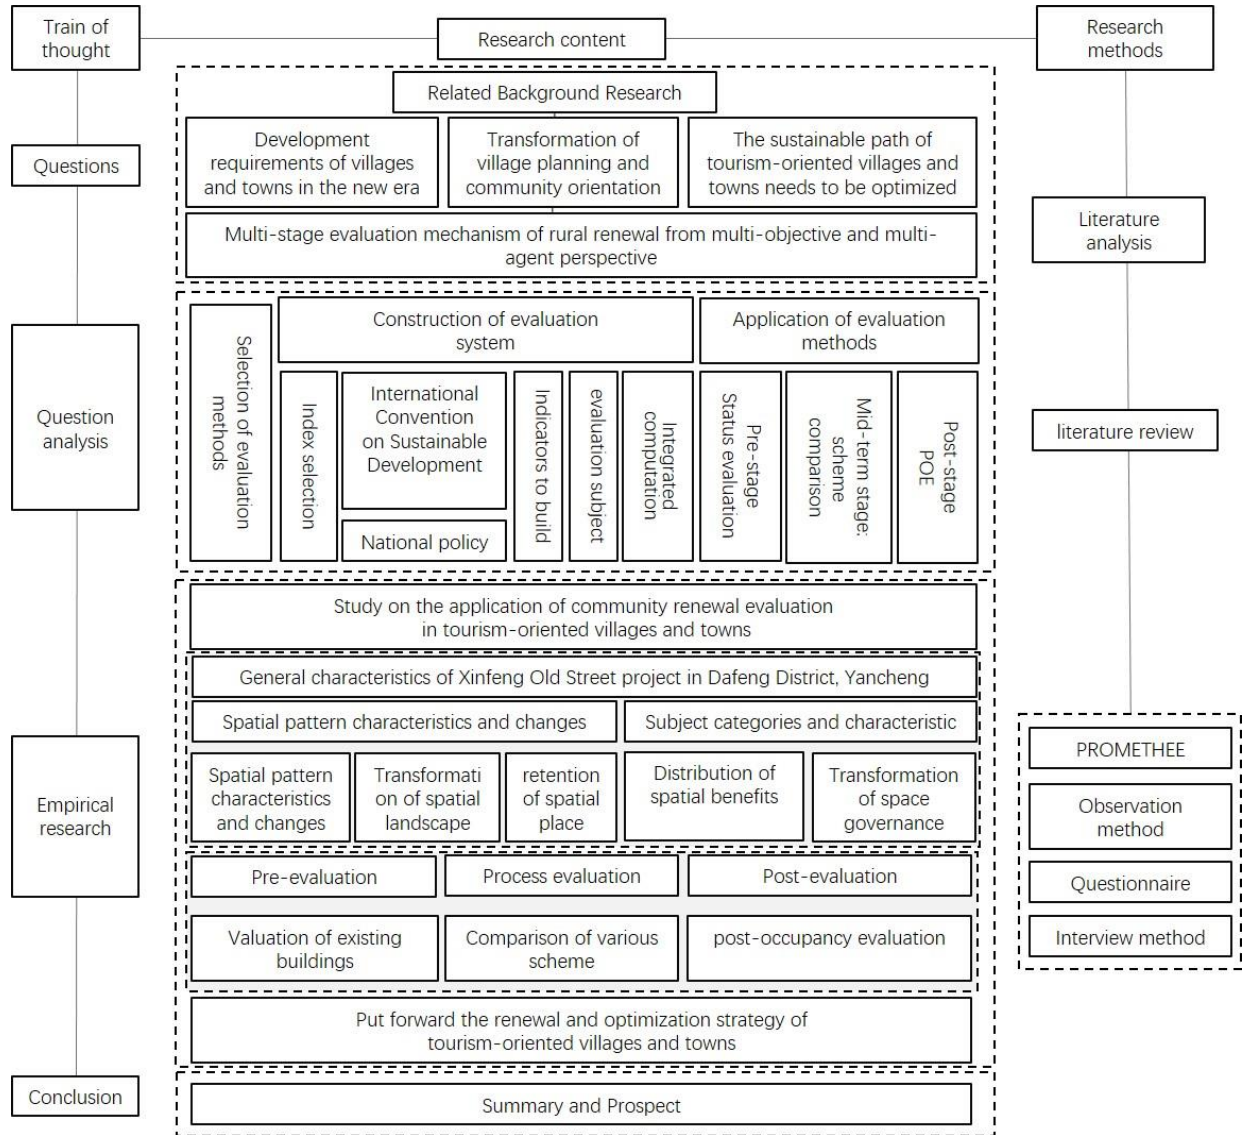 Train of
thought
Research content
Research
methods
Related Background Research
Questions
Development
requirements of villages
and towns in the new era
Transformation of
village planning and
community orientation
The sustainable path of
tourism-oriented villages and
towns needs to be optimized
Multi-stage evaluation mechanism of rural renewal from multi-objective and multi-
agent perspective
Literature
analysis
Question
analysis
Selection of evaluation
methods
Construction of evaluation
system
Application of evaluation
methods
Index selection
International
Convention
on Sustainable
Development
National policy
Indicators to build
evaluation subject
Integrated
computation
Pre-stage
Status evaluation
Mid-term stage:
scheme
comparison
Post-stage
POE
literature review
Empirical
research
Study on the application of community renewal evaluation
in tourism-oriented villages and towns
General characteristics of Xinfeng Old Street project in Dafeng District, Yancheng
Spatial pattern characteristics and changes
Subject categories and characteristic
Spatial pattern
characteristics
and changes
Transformati
on of spatial
landscape
retention
of spatial
place
Distribution of
spatial benefits
Transformation
of space
governance
Pre-evaluation
Process evaluation
Post-evaluation
Valuation of existing
buildings
Comparison of various
scheme
post-occupancy evaluation
Put forward the renewal and optimization strategy of
tourism-oriented villages and towns
PROMETHEE
Observation
method
Questionnaire
Interview method
Conclusion
Summary and Prospect